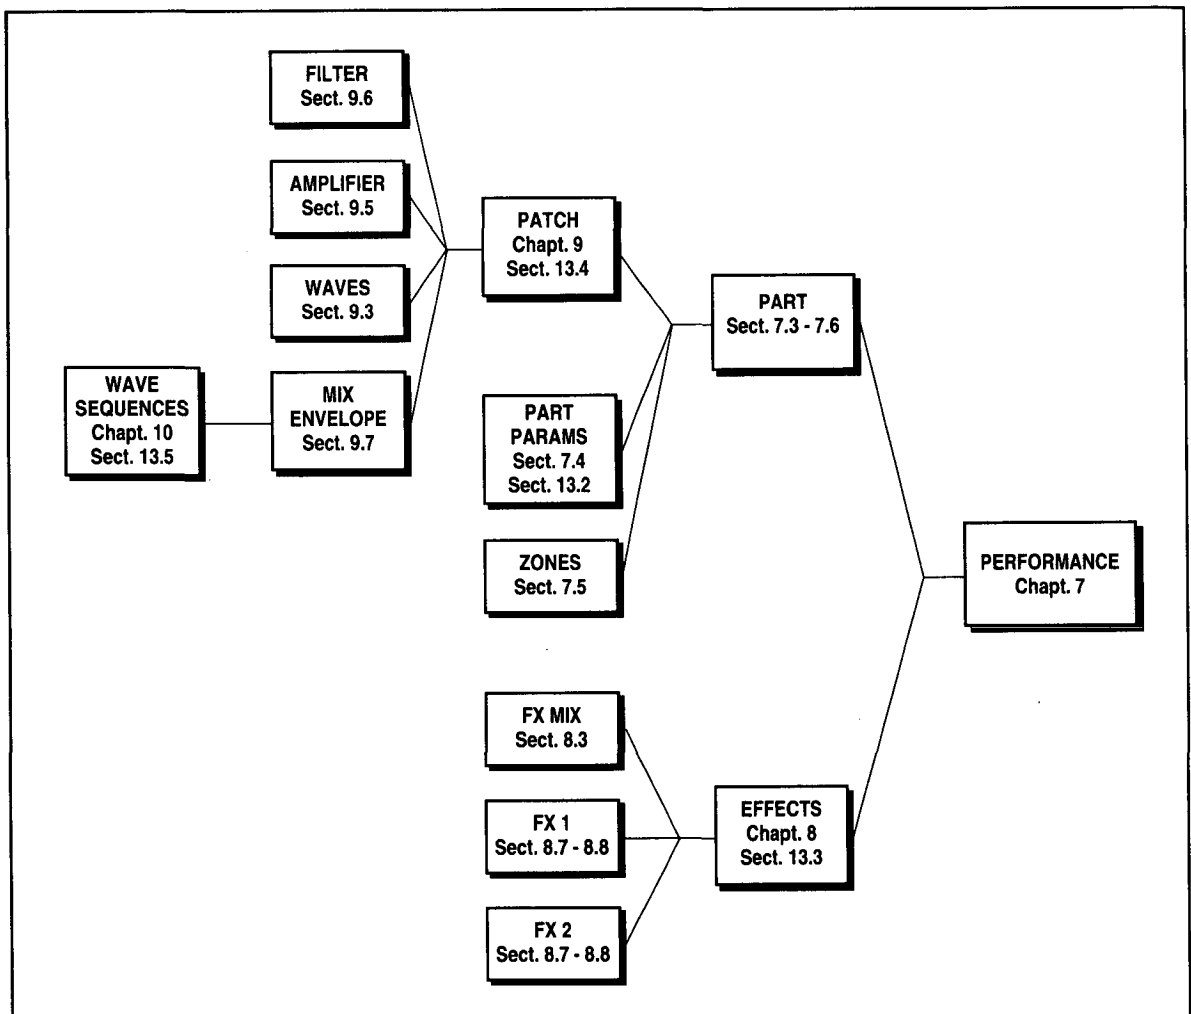 FILTER
Sect. 9.6
AMPLIFIER
Sect. 9.5
WAVES
Sect. 9.3
MIX
ENVELOPE
Sect. 9.7
WAVE
SEQUENCES
Chapt. 10
Sect. 13.5
PATCH
Chapt. 9
Sect. 13.4
PART
PARAMS
Sect. 7.4
Sect. 13.2
ZONES
Sect. 7.5
PART
Sect. 7.3 - 7.6
FX MIX
Sect. 8.3
FX 1
Sect. 8.7 - 8.8
FX 2
Sect. 8.7 - 8.8
EFFECTS
Chapt. 8
Sect. 13.3
PERFORMANCE
Chapt. 7